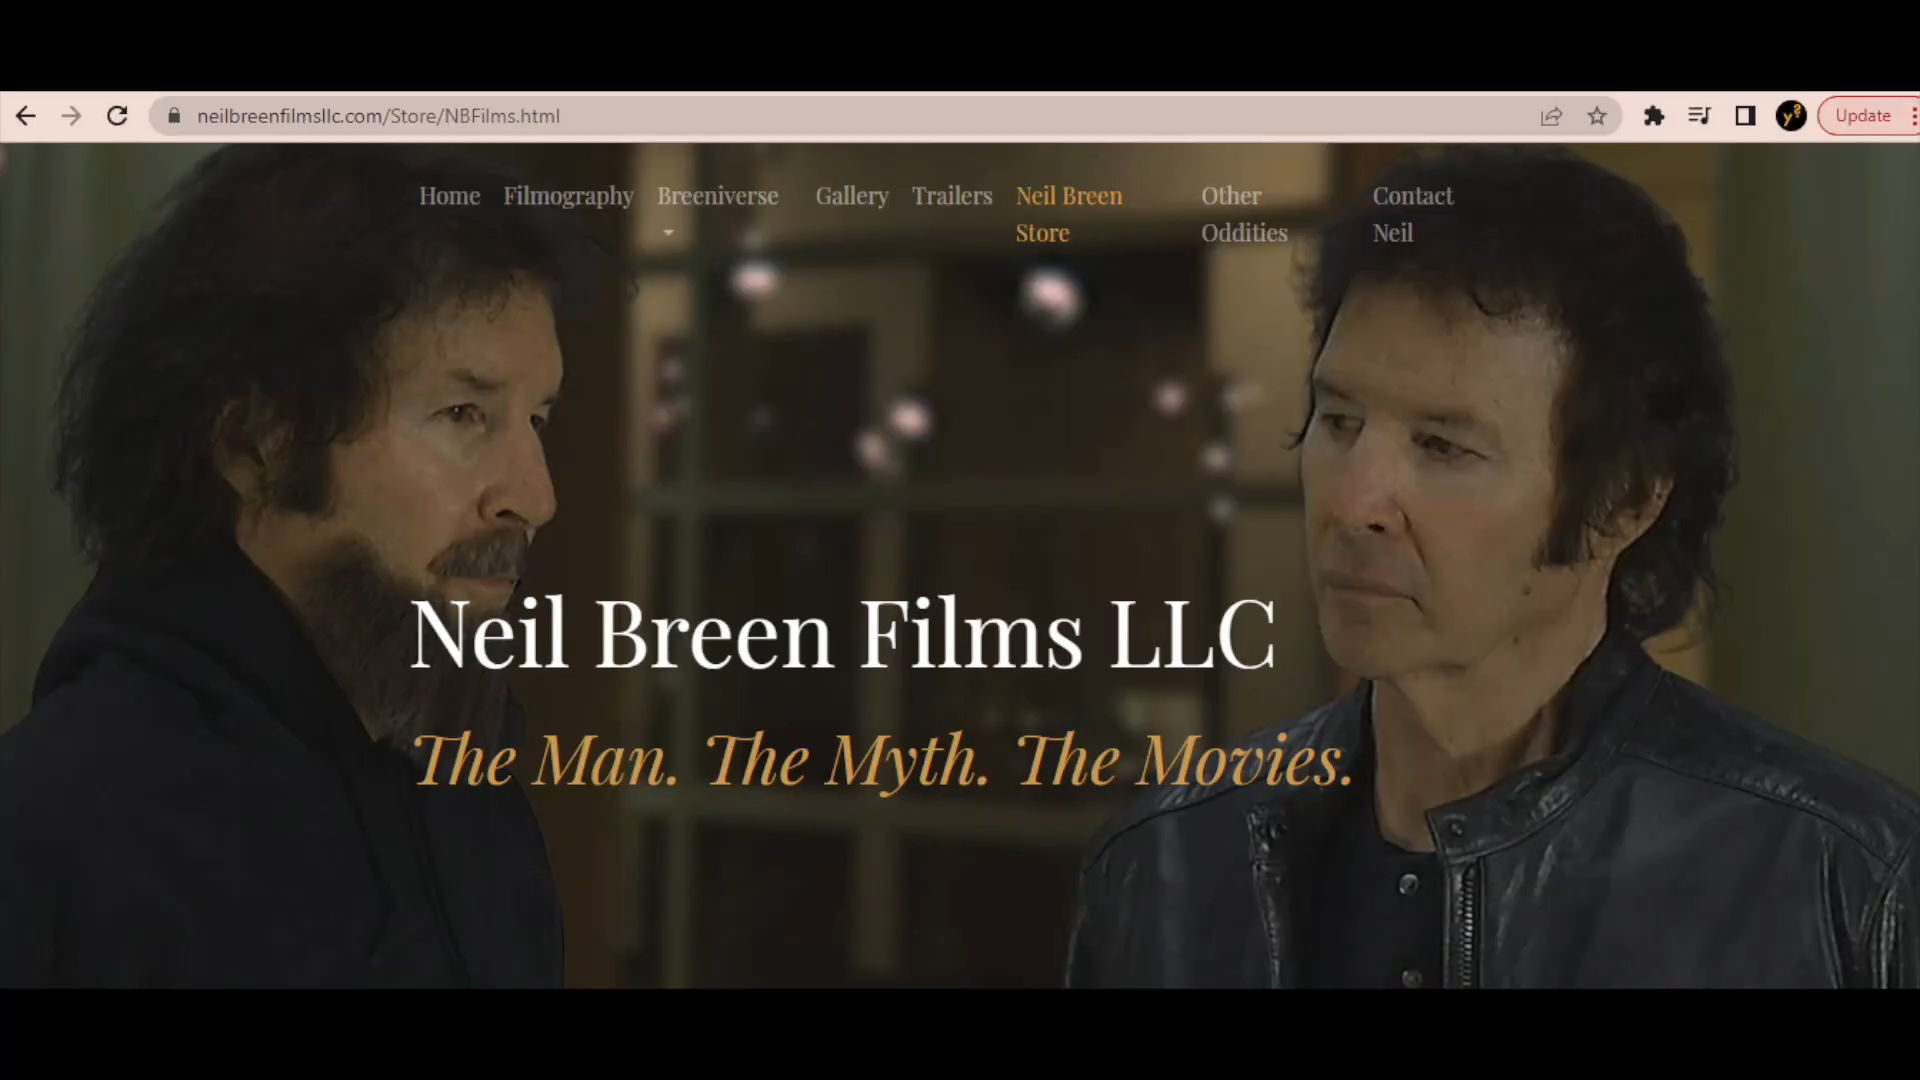 neilbreenfilmsllc.com/Store/NBFilms.html
y²
Update
Home Filmography Breeniverse Gallery Trailers Neil Breen Store Other Oddities Contact Neil
Neil Breen Films LLC
The Man. The Myth. The Movies.